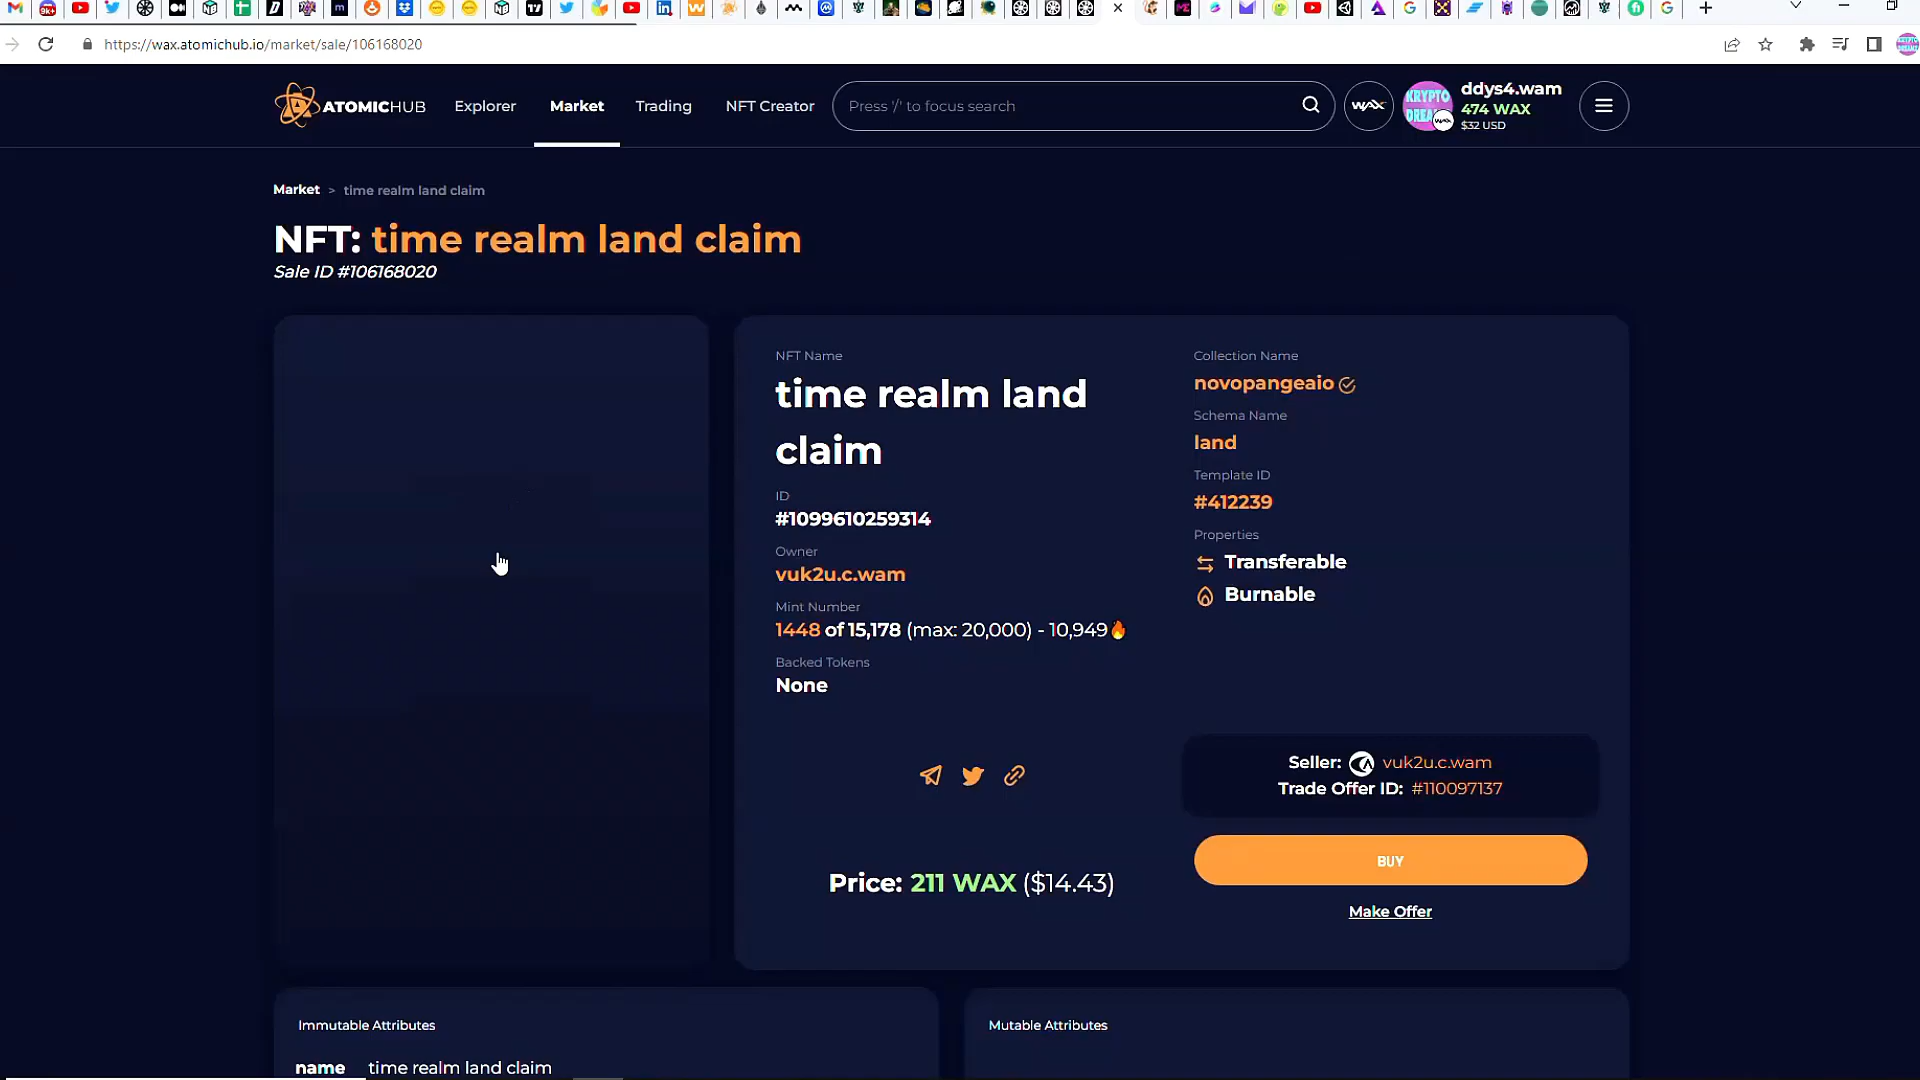 https://wax.atomichub.io/market/sale/106168020
ATOMICHUB
Explorer
Market
Trading
NFT Creator
Press '/' to focus search
WAX
KRYPTO
ddys4.wam
474 WAX
$32 USD
Market > time realm land claim
NFT: time realm land claim
Sale ID #106168020
NFT Name
time realm land
claim
ID
#1099610259314
Owner
vuk2u.c.wam
Mint Number
1448 of 15,178 (max: 20,000) - 10,949🔥
Backed Tokens
None
Price: 211 WAX ($14.43)
Collection Name
novopangeaio
Schema Name
land
Template ID
#412239
Properties
Transferable
Burnable
Seller: vuk2u.c.wam
Trade Offer ID: #110097137
BUY
Make Offer
Immutable Attributes
name time realm land claim
Mutable Attributes